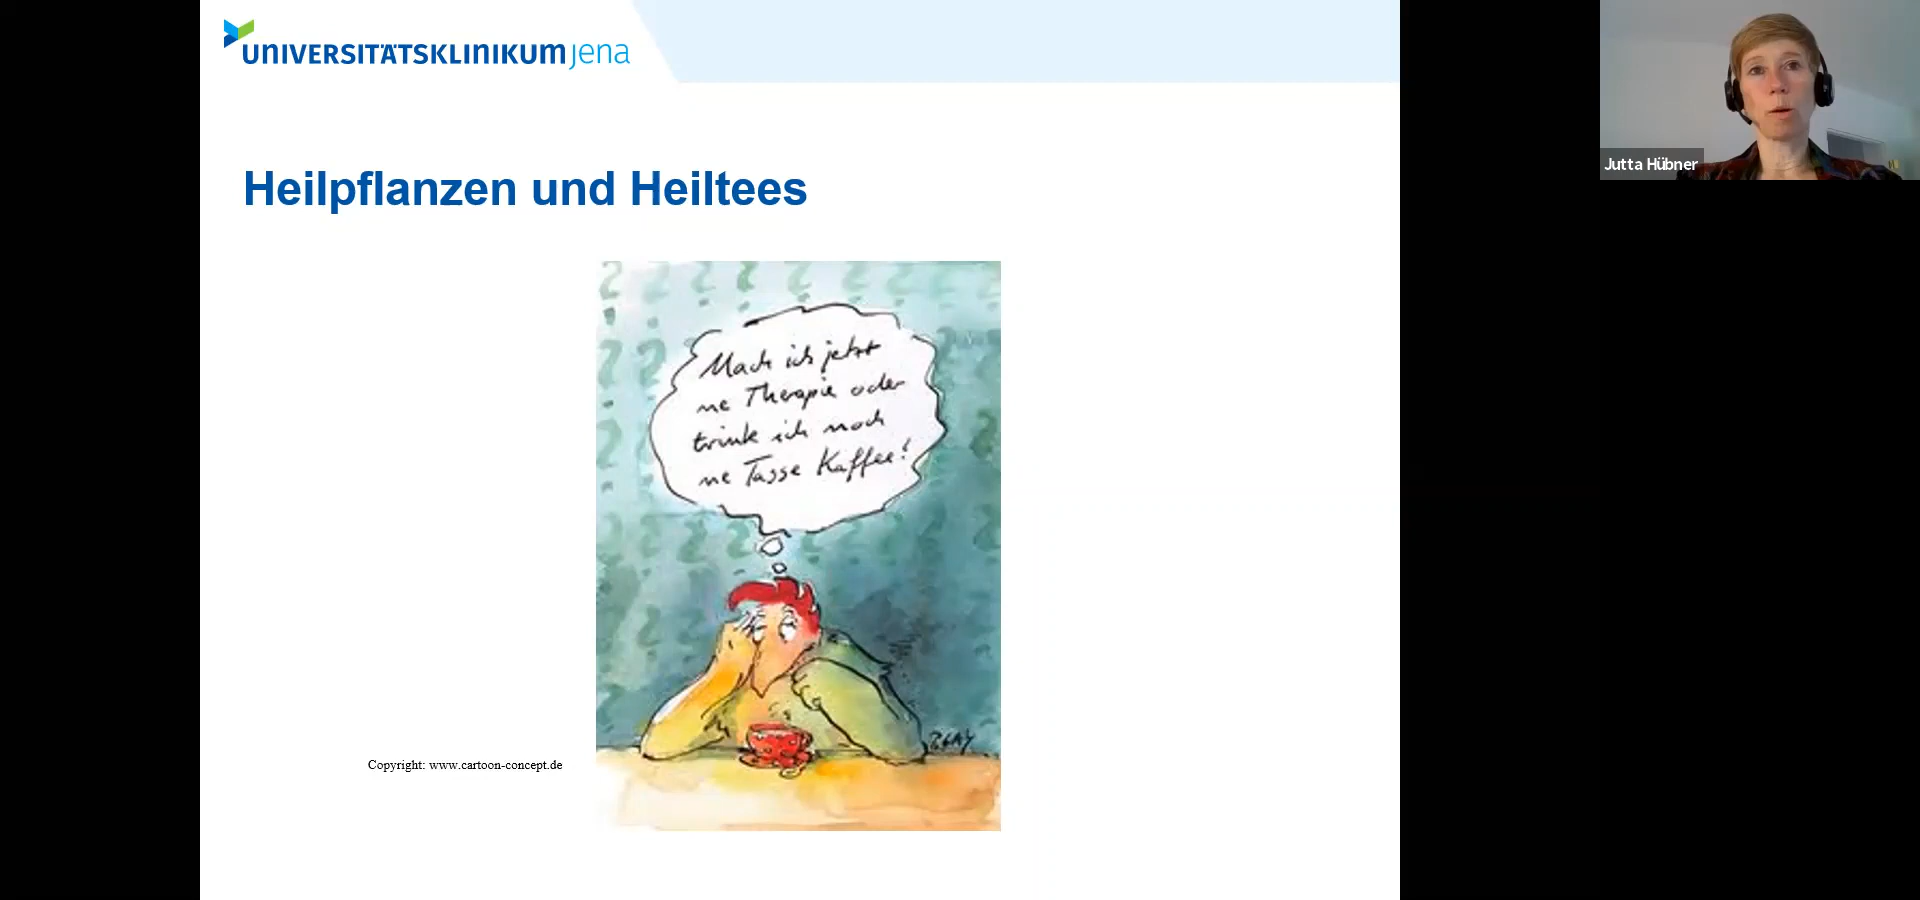 UNIVERSITÄTSKLINIKUM jena
Jutta Hübner
Heilpflanzen und Heiltees
Mach ich jetzt
ne Therapie oder
trink ich noch
ne Tasse Kaffee?
Copyright: www.cartoon-concept.de